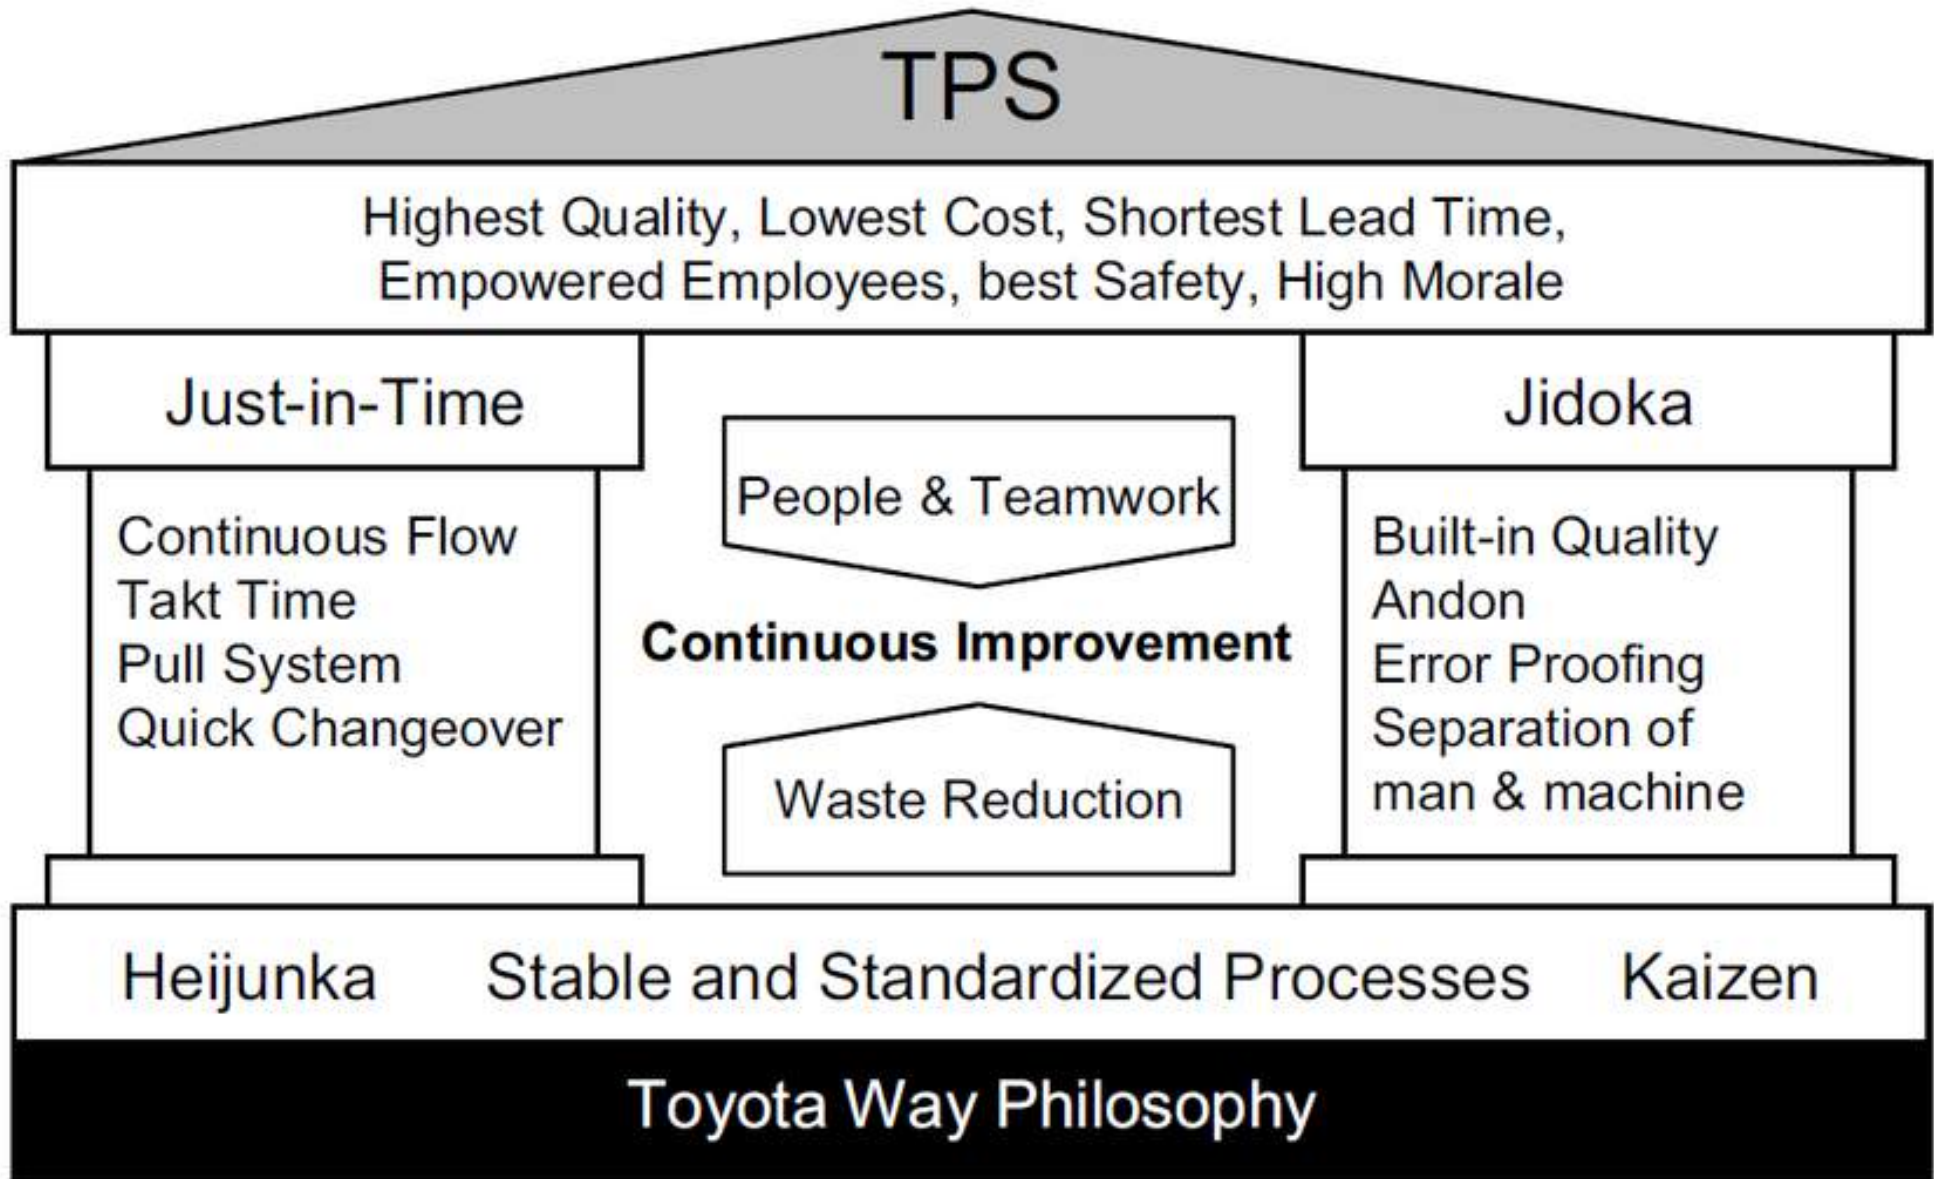 TPS
Highest Quality, Lowest Cost, Shortest Lead Time,
Empowered Employees, best Safety, High Morale
Just-in-Time
Continuous Flow
Takt Time
Pull System
Quick Changeover
People & Teamwork
Continuous Improvement
Waste Reduction
Jidoka
Built-in Quality
Andon
Error Proofing
Separation of
man & machine
Heijunka Stable and Standardized Processes Kaizen
Toyota Way Philosophy